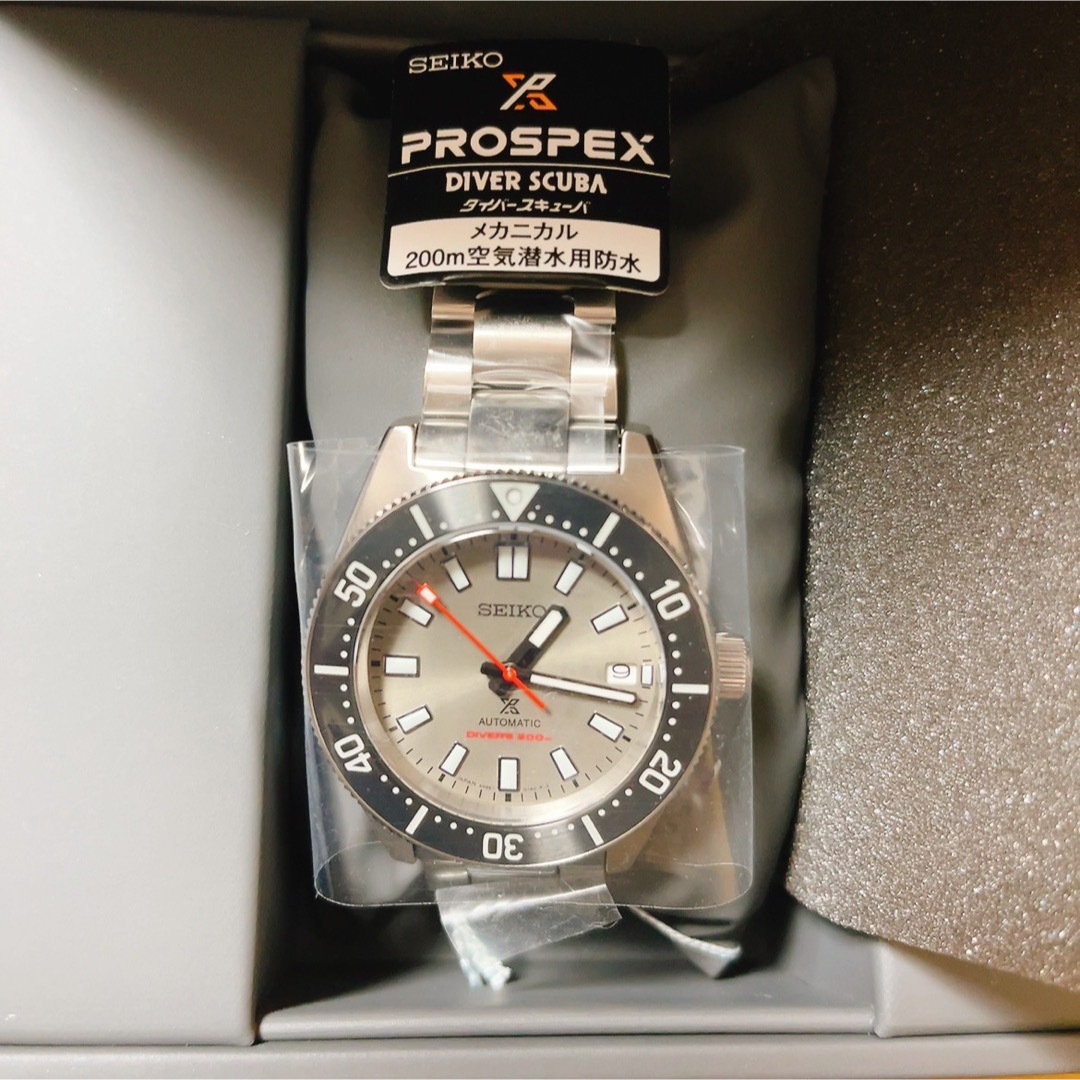 SEIKO
PROSPEX
DIVER SCUBA
ダイバースキューバ
メカニカル
200m空気潜水用防水
50
10
SEIKO
9
AUTOMATIC
DIVER'S 200m
40
20
30